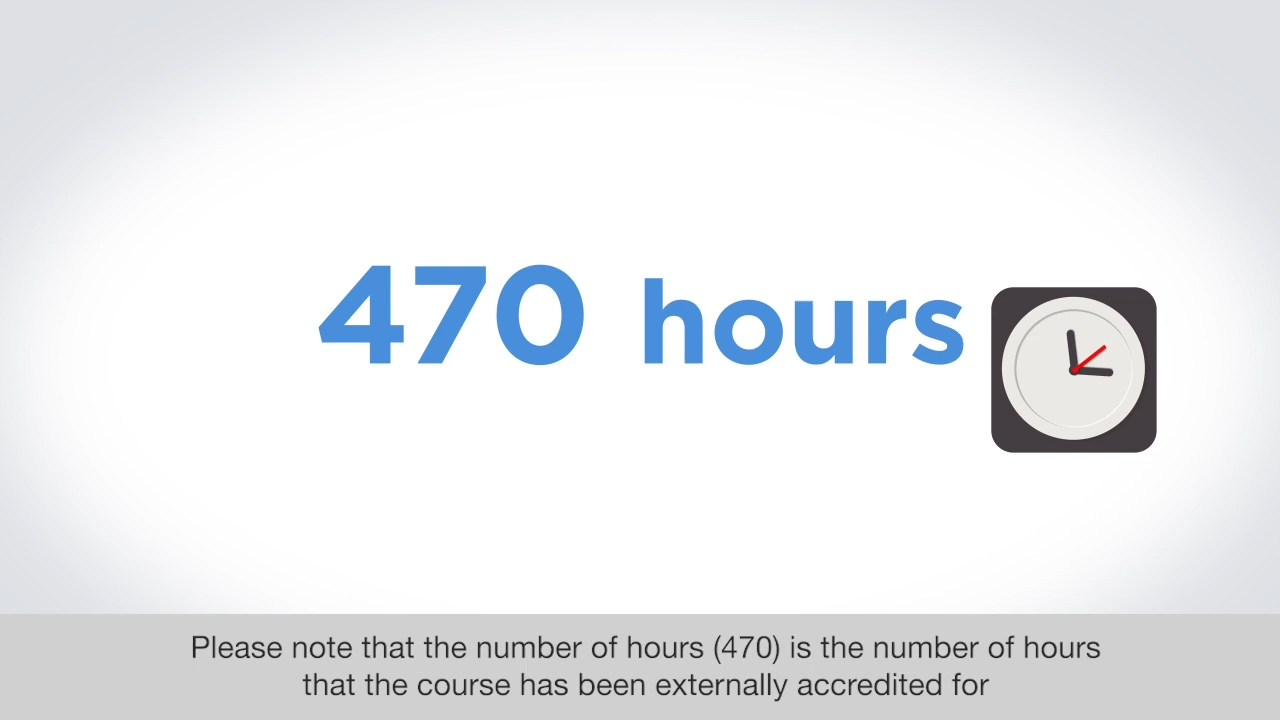 470 hours
Please note that the number of hours (470) is the number of hours
that the course has been externally accredited for